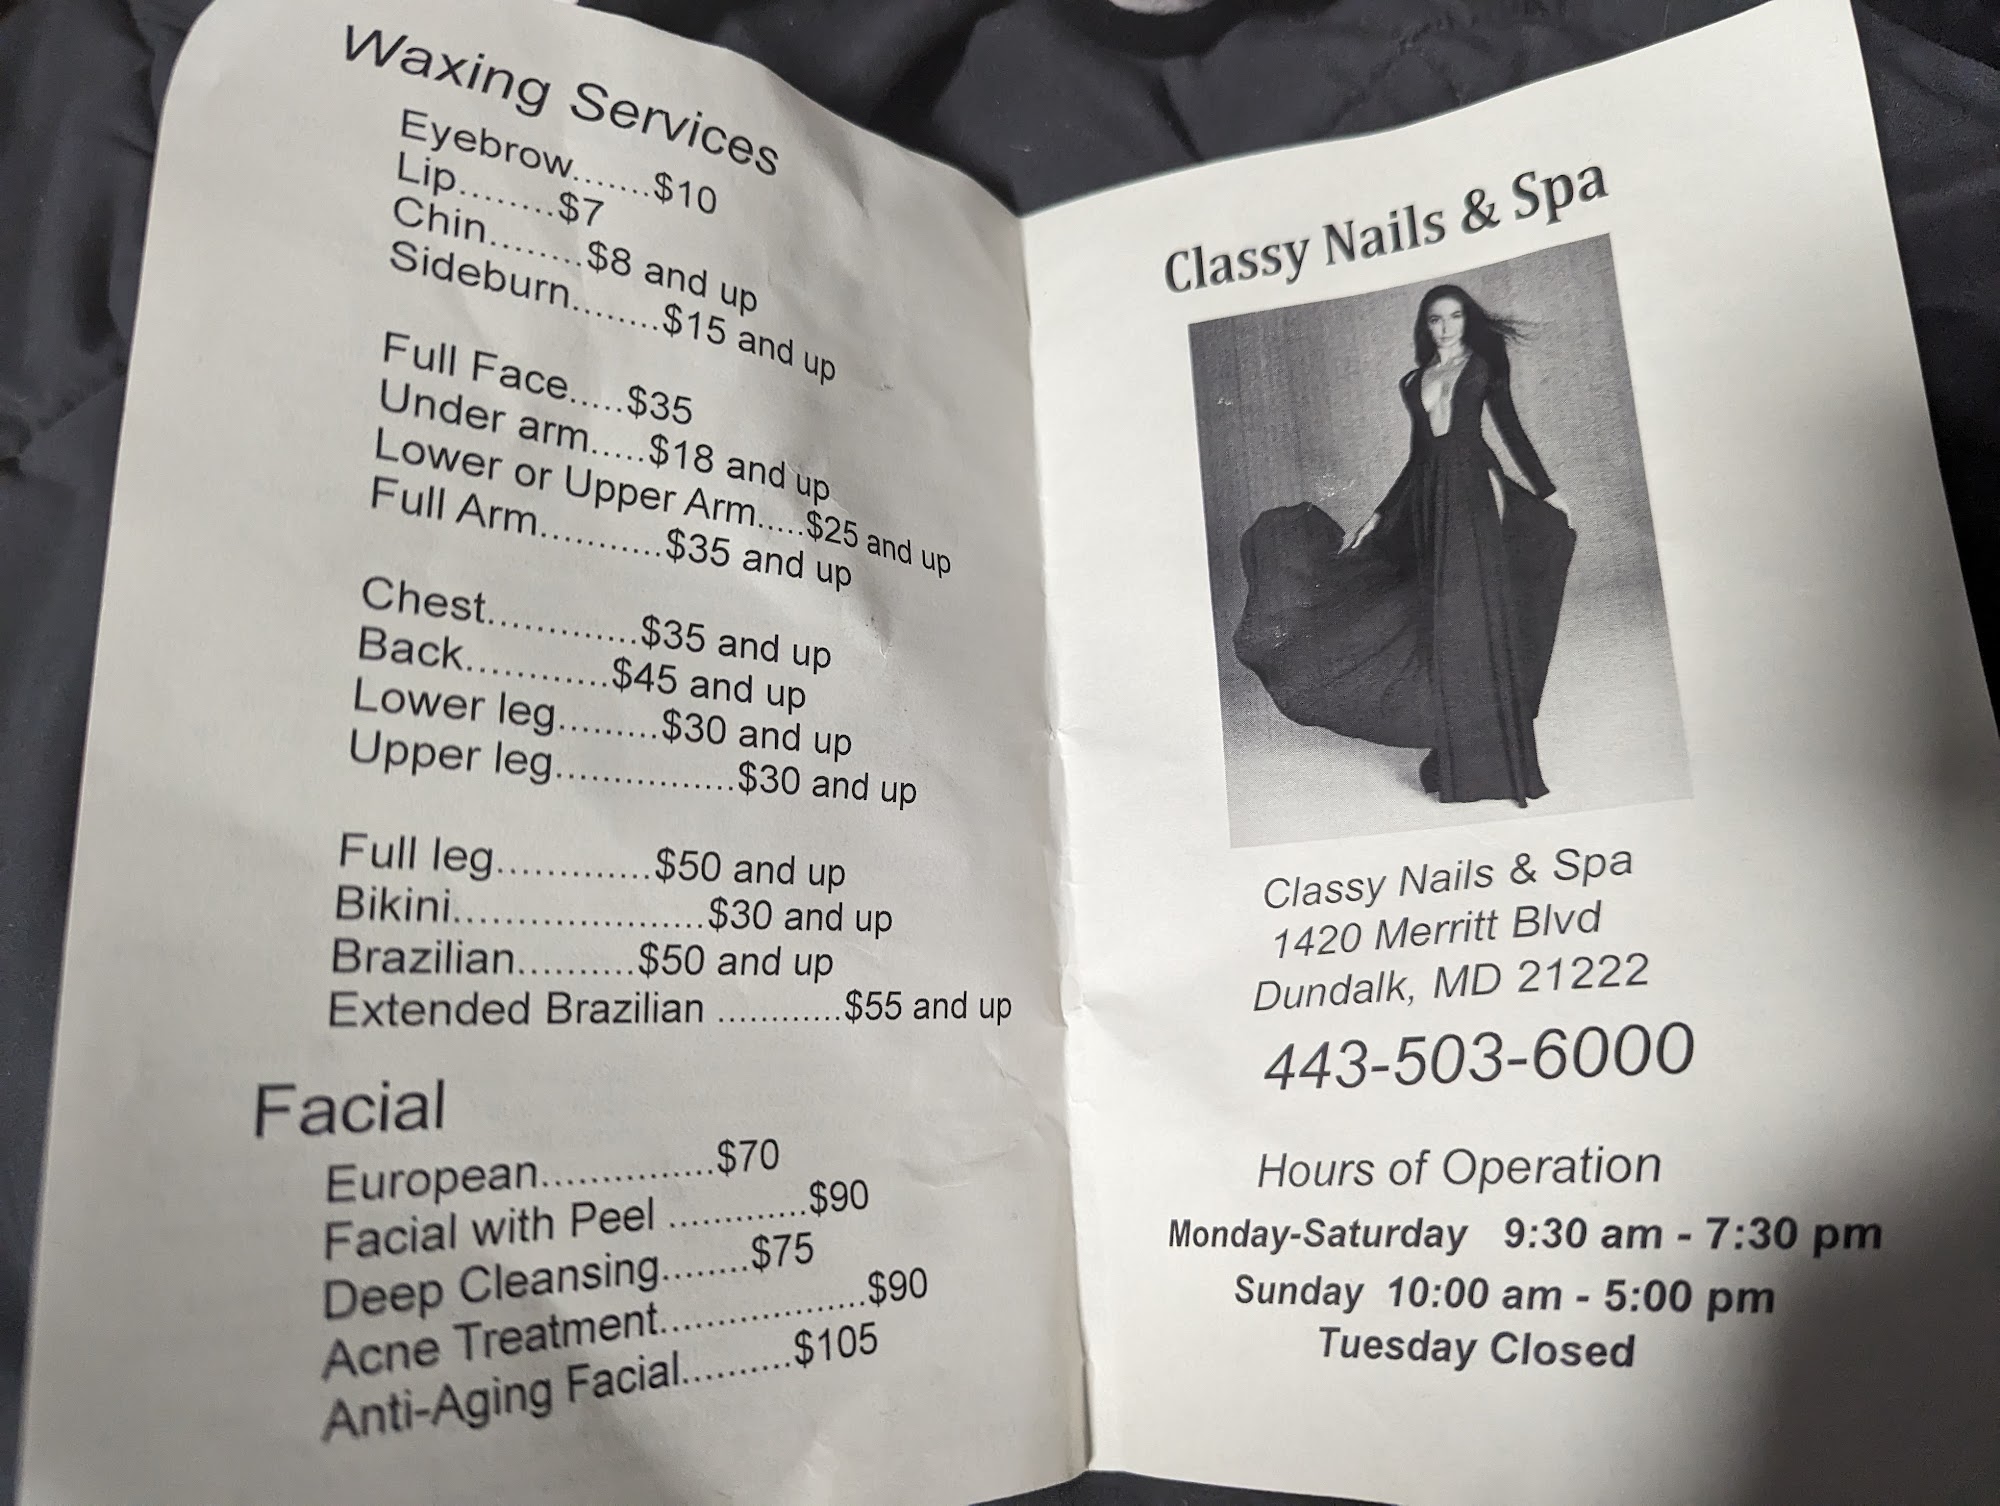 Waxing Services
Eyebrow.......$10
Lip.........$7
Chin........$8 and up
Sideburn........$15 and up
Full Face.....$35
Under arm.....$18 and up
Lower or Upper Arm.....$25 and up
Full Arm...........$35 and up
Chest.............$35 and up
Back............$45 and up
Lower leg.........$30 and up
Upper leg...............$30 and up
Full leg.............$50 and up
Bikini......................$30 and up
Brazilian..........$50 and up
Extended Brazilian ............$55 and up
Facial
European...............$70
Facial with Peel .............$90
Deep Cleansing........$75
Acne Treatment..................$90
Anti-Aging Facial..........$105
Classy Nails & Spa
Classy Nails & Spa
1420 Merritt Blvd
Dundalk, MD 21222
443-503-6000
Hours of Operation
Monday-Saturday 9:30 am - 7:30 pm
Sunday 10:00 am - 5:00 pm
Tuesday Closed